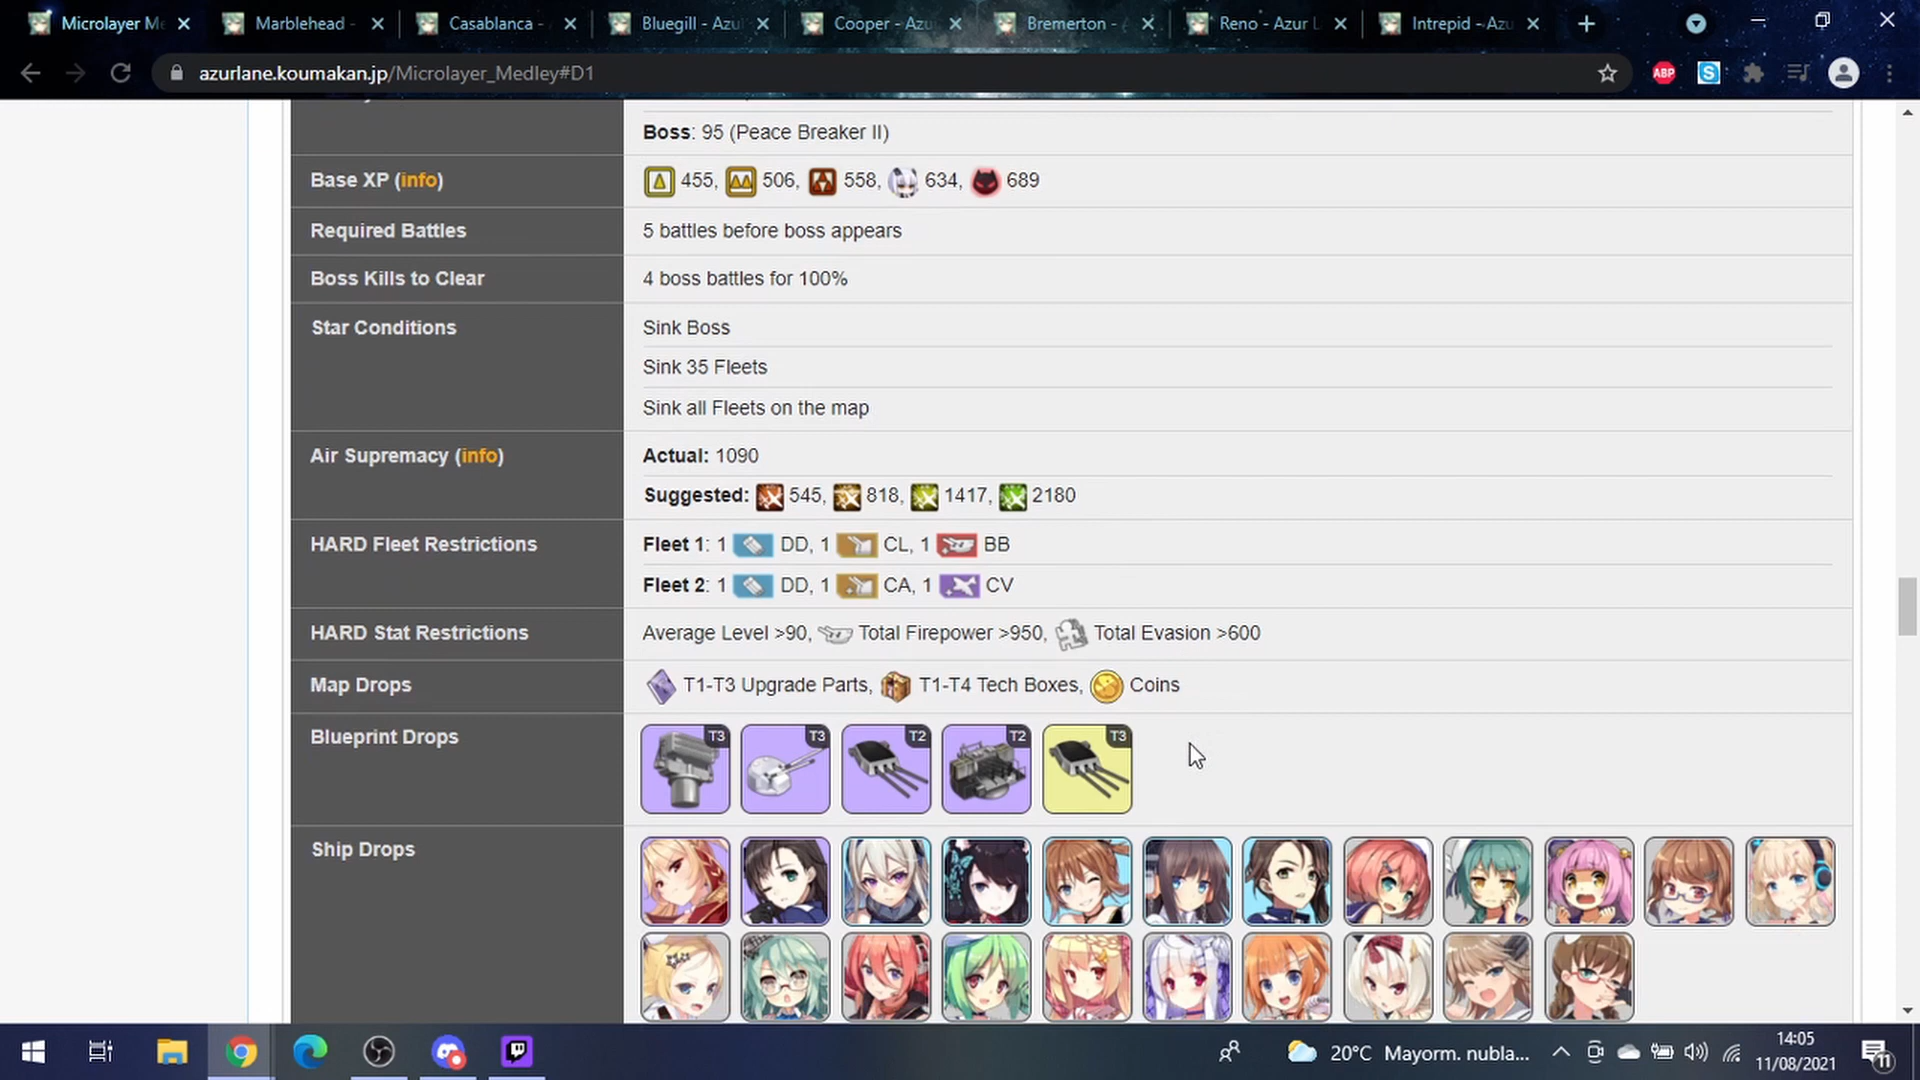 Microlayer Me
Marblehead -
Casablanca -
Bluegill - Azu
Cooper - Azu
Bremerton -
Reno - Azur L
Intrepid - Azu
azurlane.koumakan.jp/Microlayer_Medley#D1
ABP
S
Boss: 95 (Peace Breaker II)
Base XP (info)
455, 506, 558, 634, 689
Required Battles
5 battles before boss appears
Boss Kills to Clear
4 boss battles for 100%
Star Conditions
Sink Boss
Sink 35 Fleets
Sink all Fleets on the map
Air Supremacy (info)
Actual: 1090
Suggested: 545, 818, 1417, 2180
HARD Fleet Restrictions
Fleet 1: 1 DD, 1 CL, 1 BB
Fleet 2: 1 DD, 1 CA, 1 CV
HARD Stat Restrictions
Average Level >90, Total Firepower >950, Total Evasion >600
Map Drops
T1-T3 Upgrade Parts, T1-T4 Tech Boxes, Coins
Blueprint Drops
T3 T3 T2 T2 T3
Ship Drops
20°C Mayorm. nubla...
14:05
11/08/2021
11